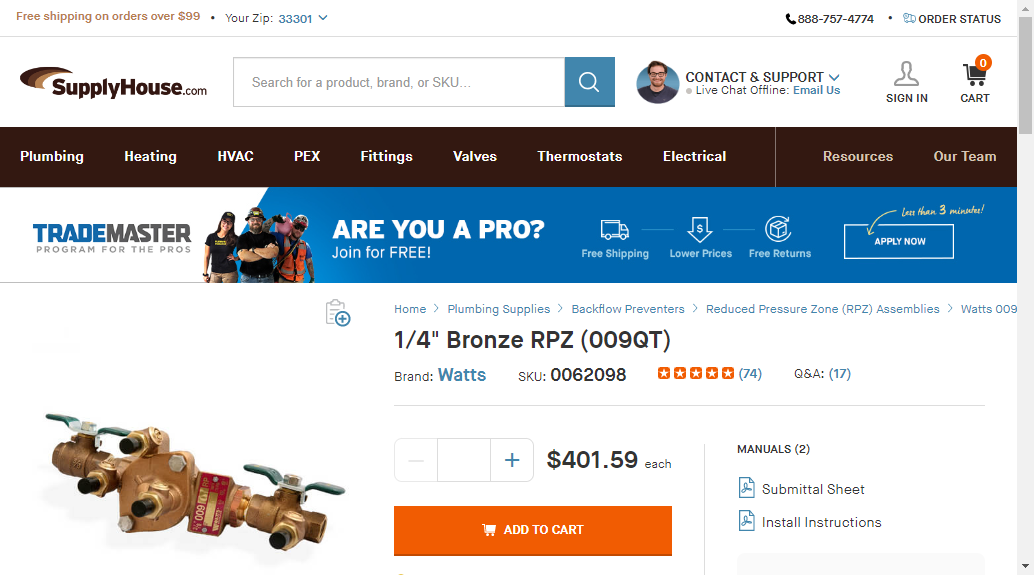 Free shipping on orders over $99 • Your Zip: 33301
888-757-4774 • ORDER STATUS
SupplyHouse.com
Search for a product, brand, or SKU...
CONTACT & SUPPORT
Live Chat Offline: Email Us
SIGN IN
0
CART
Plumbing Heating HVAC PEX Fittings Valves Thermostats Electrical Resources Our Team
TRADEMASTER
PROGRAM FOR THE PROS
ARE YOU A PRO?
Join for FREE!
Free Shipping
$
Lower Prices
Free Returns
less than 3 minutes!
APPLY NOW
Home > Plumbing Supplies > Backflow Preventers > Reduced Pressure Zone (RPZ) Assemblies > Watts 009
1/4" Bronze RPZ (009QT)
Brand: Watts SKU: 0062098 (74) Q&A: (17)
— + $401.59 each
ADD TO CART
MANUALS (2)
Submittal Sheet
Install Instructions